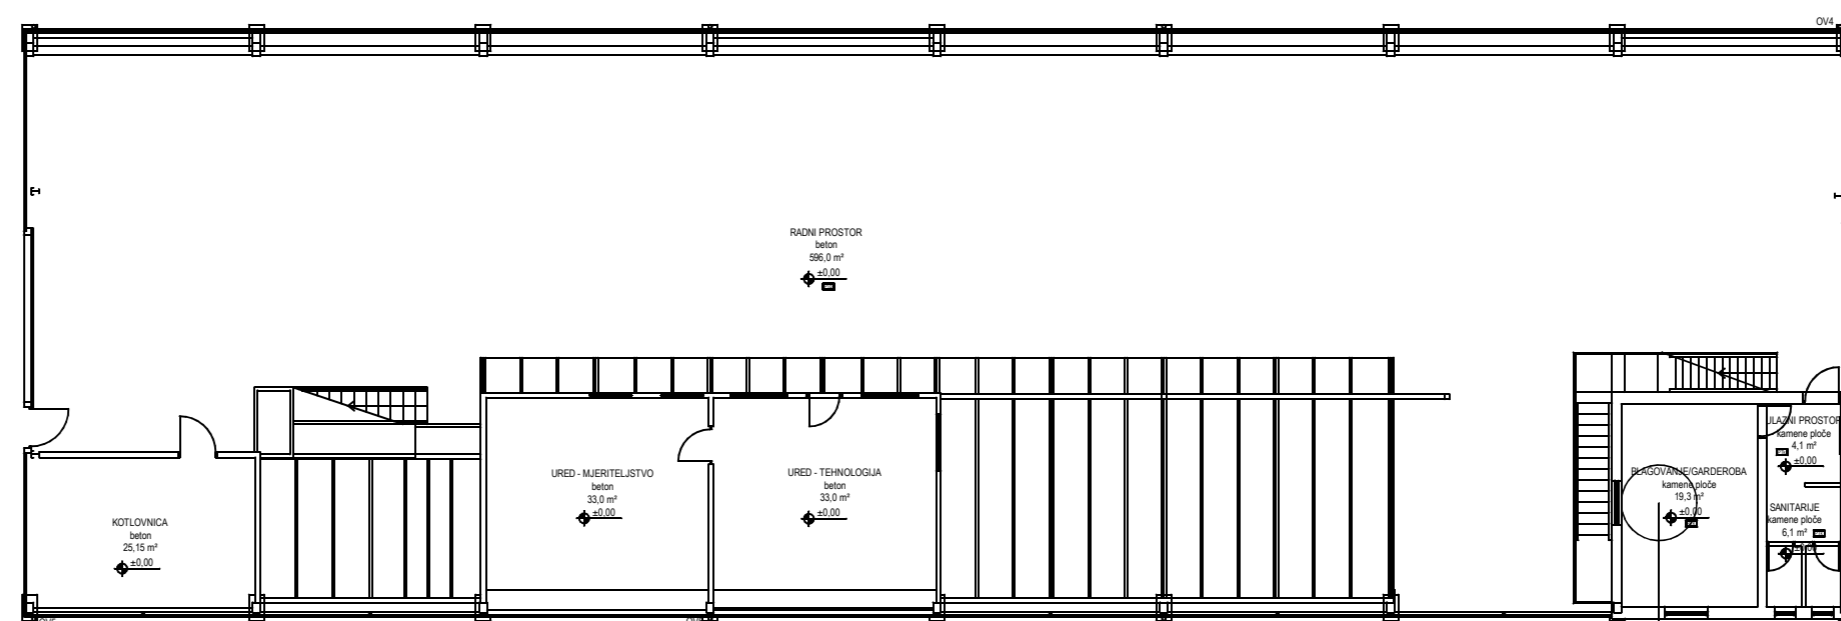 OV4
RADNI PROSTOR
beton
596,0 m²
±0,00
URED - MJERITELJSTVO
beton
33,0 m²
±0,00
URED - TEHNOLOGIJA
beton
33,0 m²
±0,00
KOTLOVNICA
beton
25,15 m²
±0,00
BLAGOVANJE/GARDEROBA
kamene ploče
19,3 m²
±0,00
ULAZNI PROSTOR
kamene ploče
4,1 m²
±0,00
SANITARIJE
kamene ploče
6,1 m²
±0,00